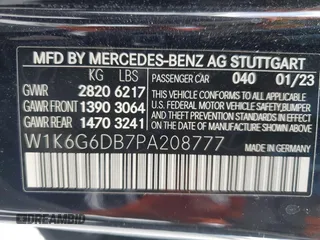 MFD BY MERCEDES-BENZ AG STUTTGART
KG LBS PASSENGER CAR 040 01/23
GVWR 2820 6217
GAWR FRONT 1390 3064
GAWR REAR 1470 3241
THIS VEHICLE CONFORMS TO ALL APPLICABLE
U.S. FEDERAL MOTOR VEHICLE SAFETY,
BUMPER, AND THEFT PREVENTION
STANDARDS IN EFFECT ON THE DATE OF
MANUFACTURE SHOWN ABOVE.
W1K6G6DB7PA208777
MADE IN GERMANY
DREAMBID